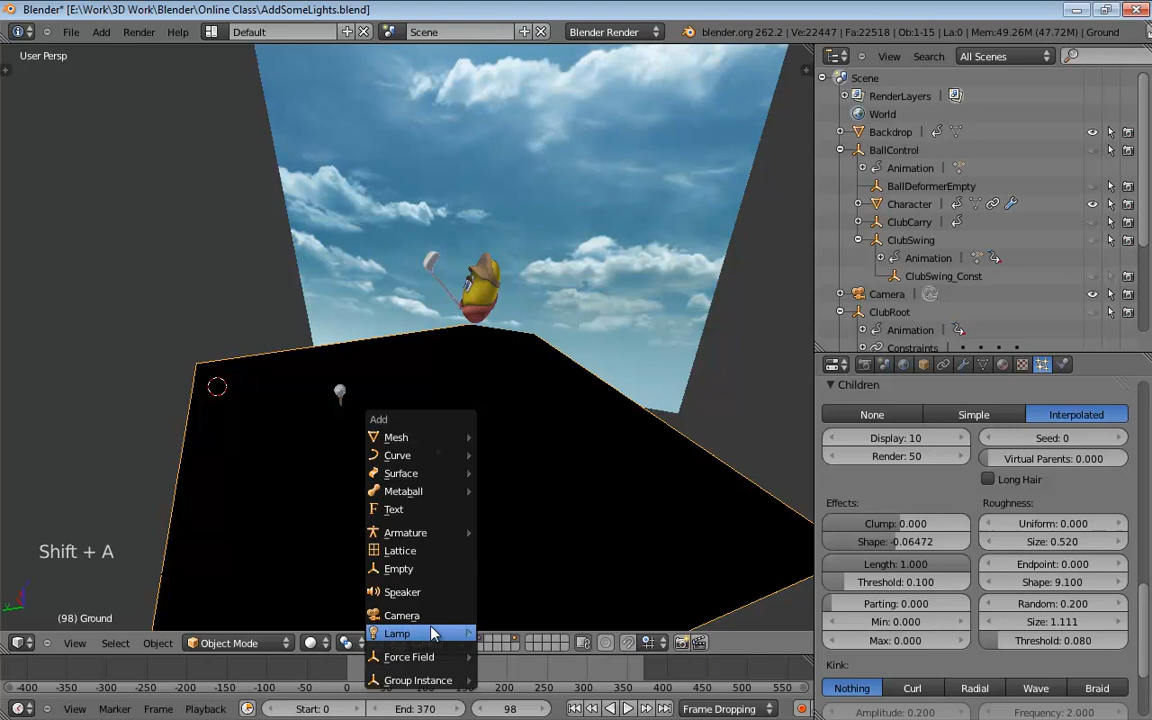 Blender* [E:\Work\3D Work\Blender\Online Class\AddSomeLights.blend]
File Add Render Help Default Scene Blender Render blender.org 262.2 | Ve:22447 | Fa:22518 | Ob:1-15 | La:0 | Mem:49.26M (47.72M) | Ground
User Persp
View Search All Scenes
Scene
RenderLayers
World
Backdrop
BallControl
Animation
BallDeformerEmpty
Character
ClubCarry
ClubSwing
Animation
ClubSwing_Const
Camera
ClubRoot
Animation
Constraints
Children
None Simple Interpolated
Display: 10 Seed: 0
Render: 50 Virtual Parents: 0.000
Long Hair
Effects: Roughness:
Clump: 0.000 Uniform: 0.000
Shape: -0.06472 Size: 0.520
Length: 1.000 Endpoint: 0.000
Threshold: 0.100 Shape: 9.100
Parting: 0.000 Random: 0.200
Min: 0.000 Size: 1.111
Max: 0.000 Threshold: 0.080
Kink:
Nothing Curl Radial Wave Braid
Amplitude: 0.200 Frequency: 2.000
Add
Mesh
Curve
Surface
Metaball
Text
Armature
Lattice
Empty
Speaker
Camera
Lamp
Force Field
Group Instance
Shift + A
(98) Ground
View Select Object Object Mode
-400 -350 -300 -250 -200 -150 -100 -50 0 50 150 200 250 300 350 400 450 500 550 600 650 700 750
Marker Frame Playback Start: 0 End: 370 98 Frame Dropping